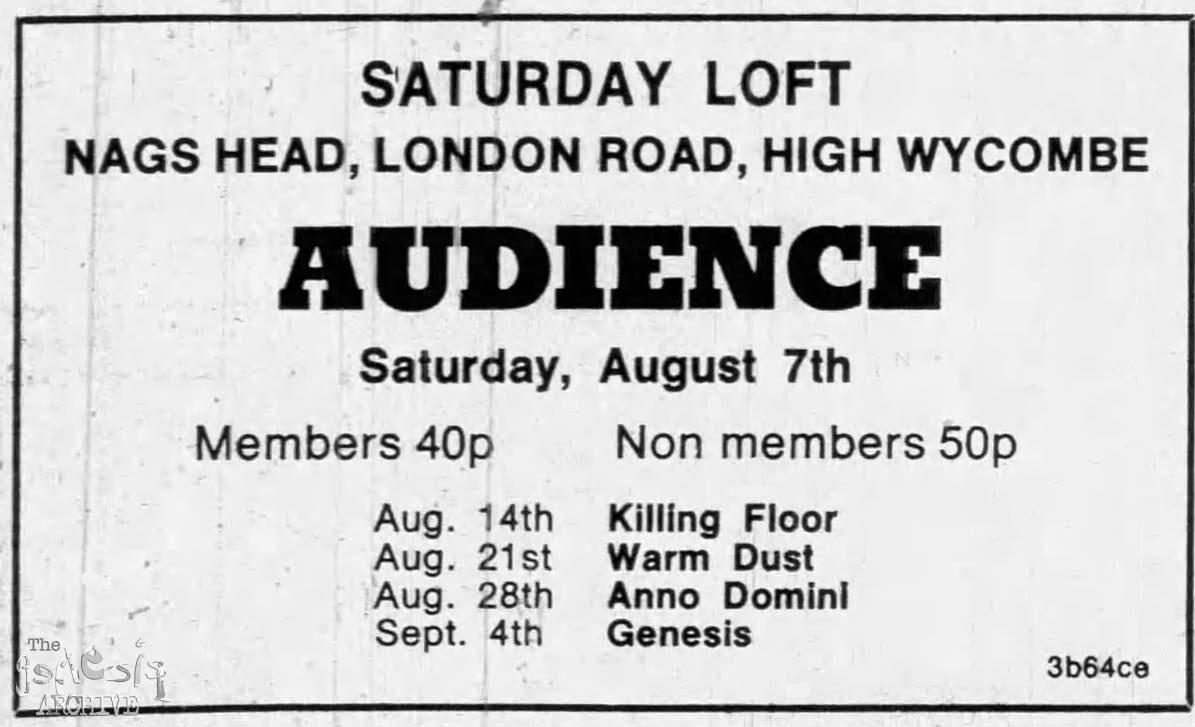 SATURDAY LOFT
NAGS HEAD, LONDON ROAD, HIGH WYCOMBE
AUDIENCE
Saturday, August 7th
Members 40p Non members 50p
Aug. 14th Killing Floor
Aug. 21st Warm Dust
Aug. 28th Anno Domini
Sept. 4th Genesis
3b64ce
The
genesis
ARCHIVE